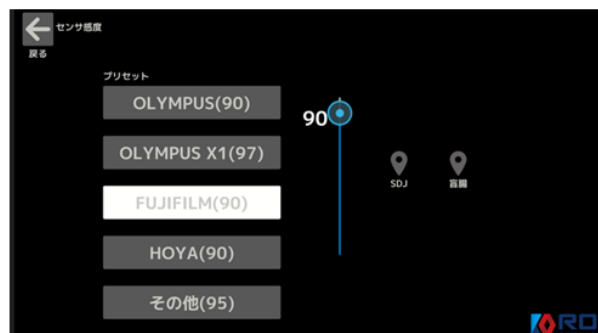 センサ感度
戻る
プリセット
OLYMPUS(90)
OLYMPUS X1(97)
FUJIFILM(90)
HOYA(90)
その他(95)
90
SDJ
盲腸